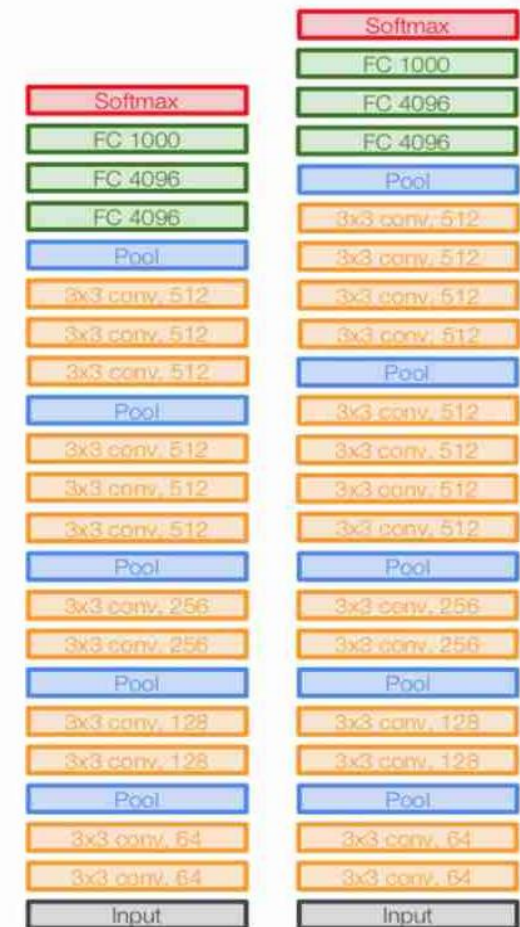 Softmax
FC 1000
FC 4096
FC 4096
Pool
3x3 conv, 512
3x3 conv, 512
3x3 conv, 512
Pool
3x3 conv, 512
3x3 conv, 512
3x3 conv, 512
Pool
3x3 conv, 256
3x3 conv, 256
Pool
3x3 conv, 128
3x3 conv, 128
Pool
3x3 conv, 64
3x3 conv, 64
Input
Softmax
FC 1000
FC 4096
FC 4096
Pool
3x3 conv, 512
3x3 conv, 512
3x3 conv, 512
3x3 conv, 512
Pool
3x3 conv, 512
3x3 conv, 512
3x3 conv, 512
3x3 conv, 512
Pool
3x3 conv, 256
3x3 conv, 256
Pool
3x3 conv, 128
3x3 conv, 128
Pool
3x3 conv, 64
3x3 conv, 64
Input